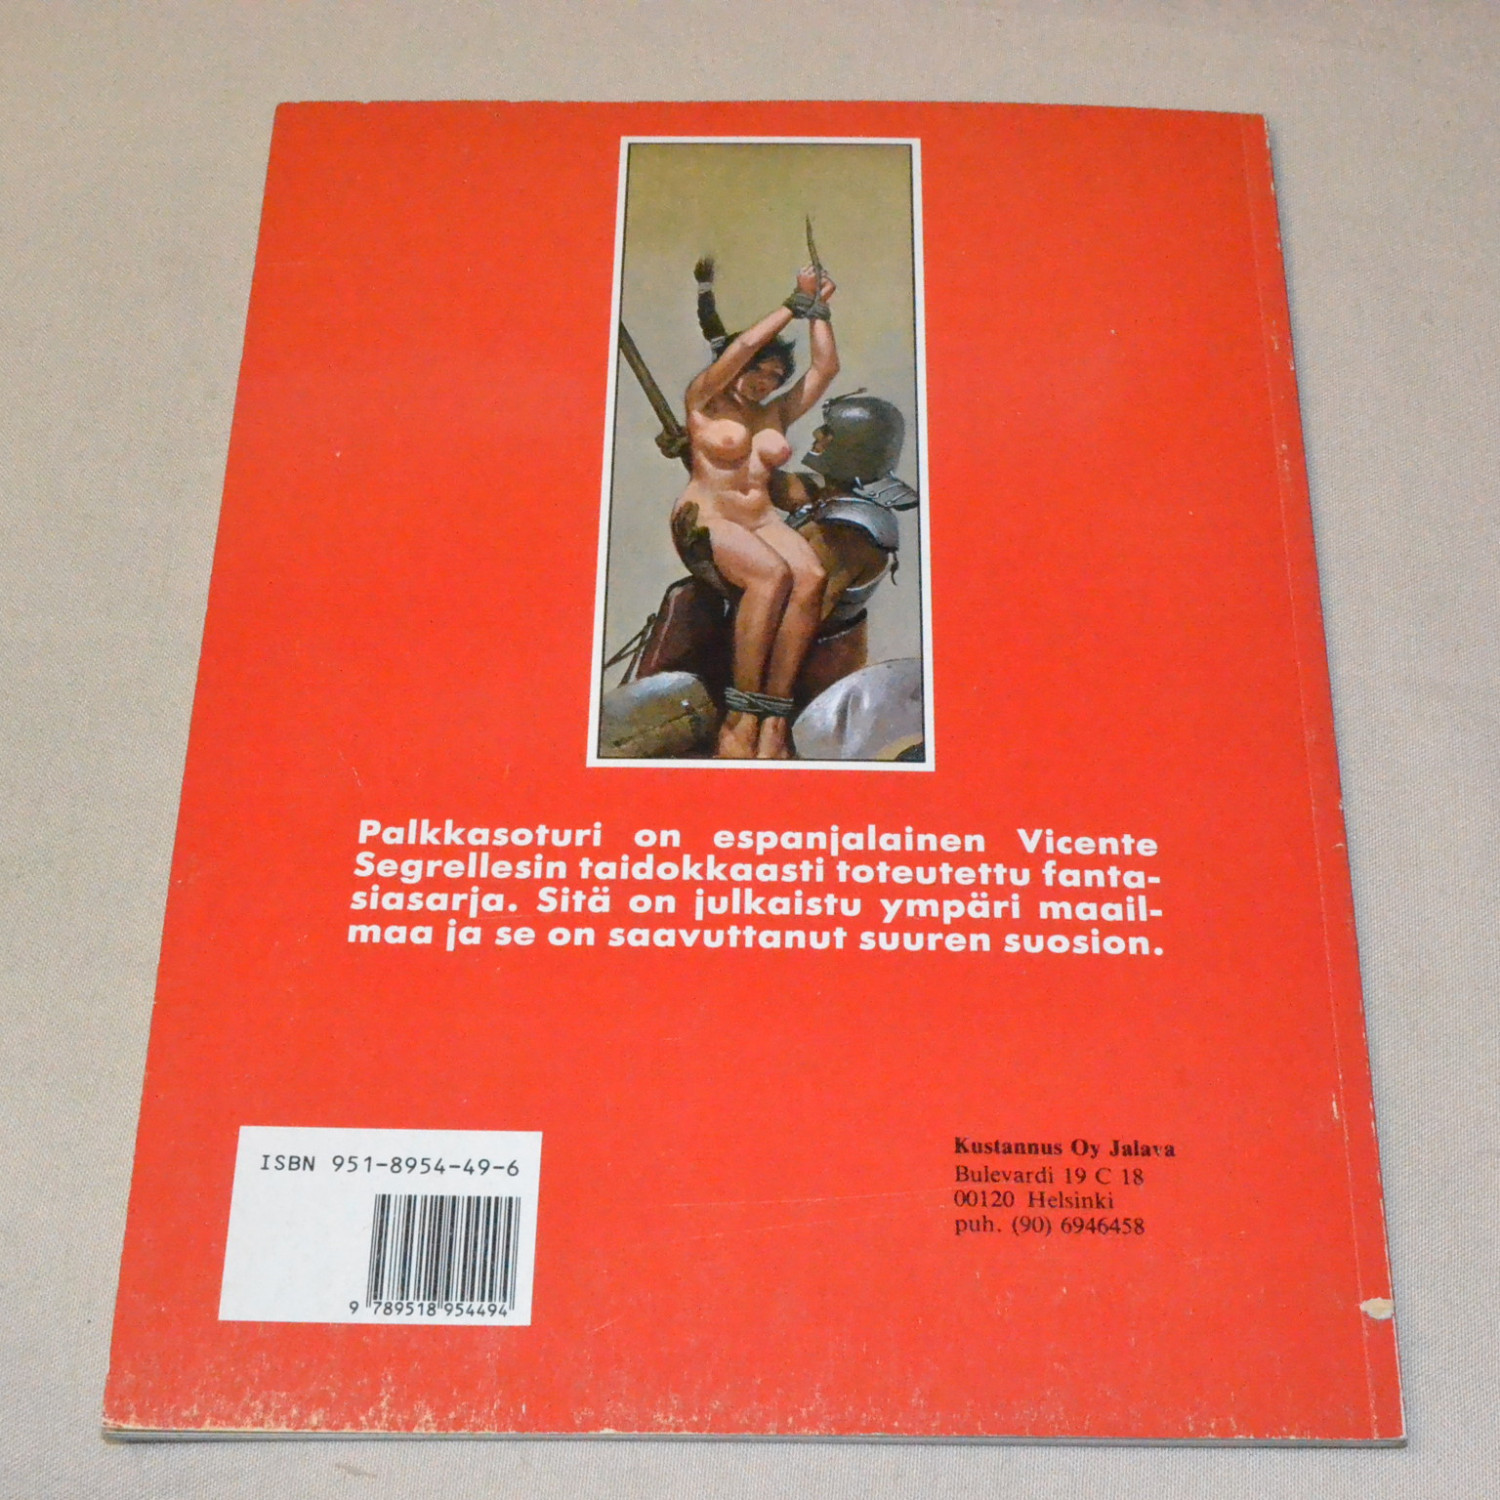 Palkkasoturi on espanjalainen Vicente
Segrellesin taidokkaasti toteutettu fanta-
siasarja. Sitä on julkaistu ympäri maail-
maa ja se on saavuttanut suuren suosion.
ISBN 951-8954-49-6
9 789518 954494
Kustannus Oy Jalava
Bulevardi 19 C 18
00120 Helsinki
puh. (90) 6946458